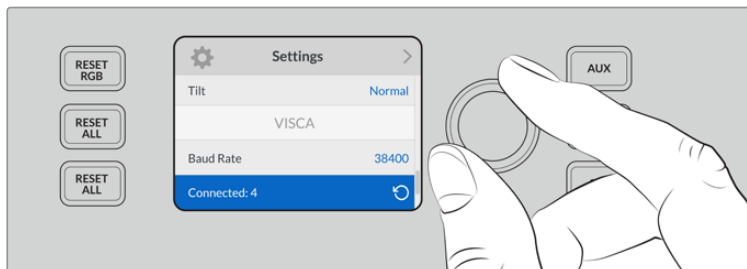 RESET
RGB
RESET
ALL
RESET
ALL
Settings
Tilt Normal
VISCA
Baud Rate 38400
Connected: 4
AUX